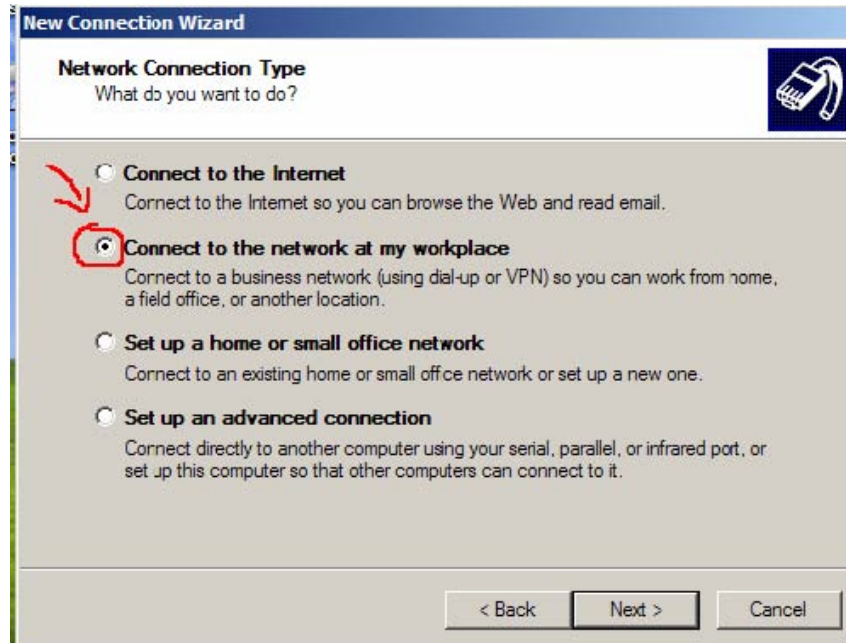 New Connection Wizard
Network Connection Type
What do you want to do?
Connect to the Internet
Connect to the Internet so you can browse the Web and read email.
Connect to the network at my workplace
Connect to a business network (using dial-up or VPN) so you can work from home,
a field office, or another location.
Set up a home or small office network
Connect to an existing home or small office network or set up a new one.
Set up an advanced connection
Connect directly to another computer using your serial, parallel, or infrared port, or
set up this computer so that other computers can connect to it.
< Back Next > Cancel